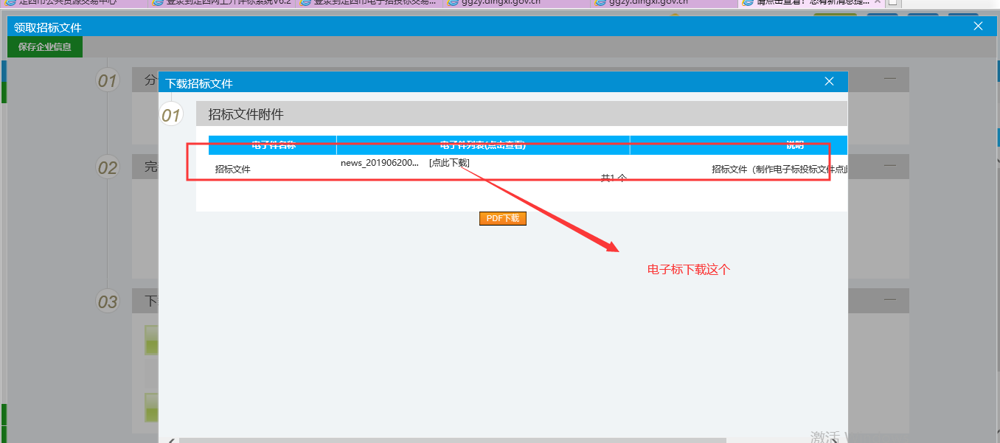 定西市公共资源交易中心
登录到定西网上开评标系统V6.2
登录到定西市电子招投标交易...
ggzy.dingxi.gov.cn
ggzy.dingxi.gov.cn
请点击查看！您有新消息提...
领取招标文件
保存企业信息
01 分
下载招标文件
01 招标文件附件
电子件名称 电子件列表(点击查看) 说明
招标文件 news_201906200... [点此下载] 招标文件（制作电子标投标文件点此
共1 个
PDF下载
02 完
电子标下载这个
03 下
激活